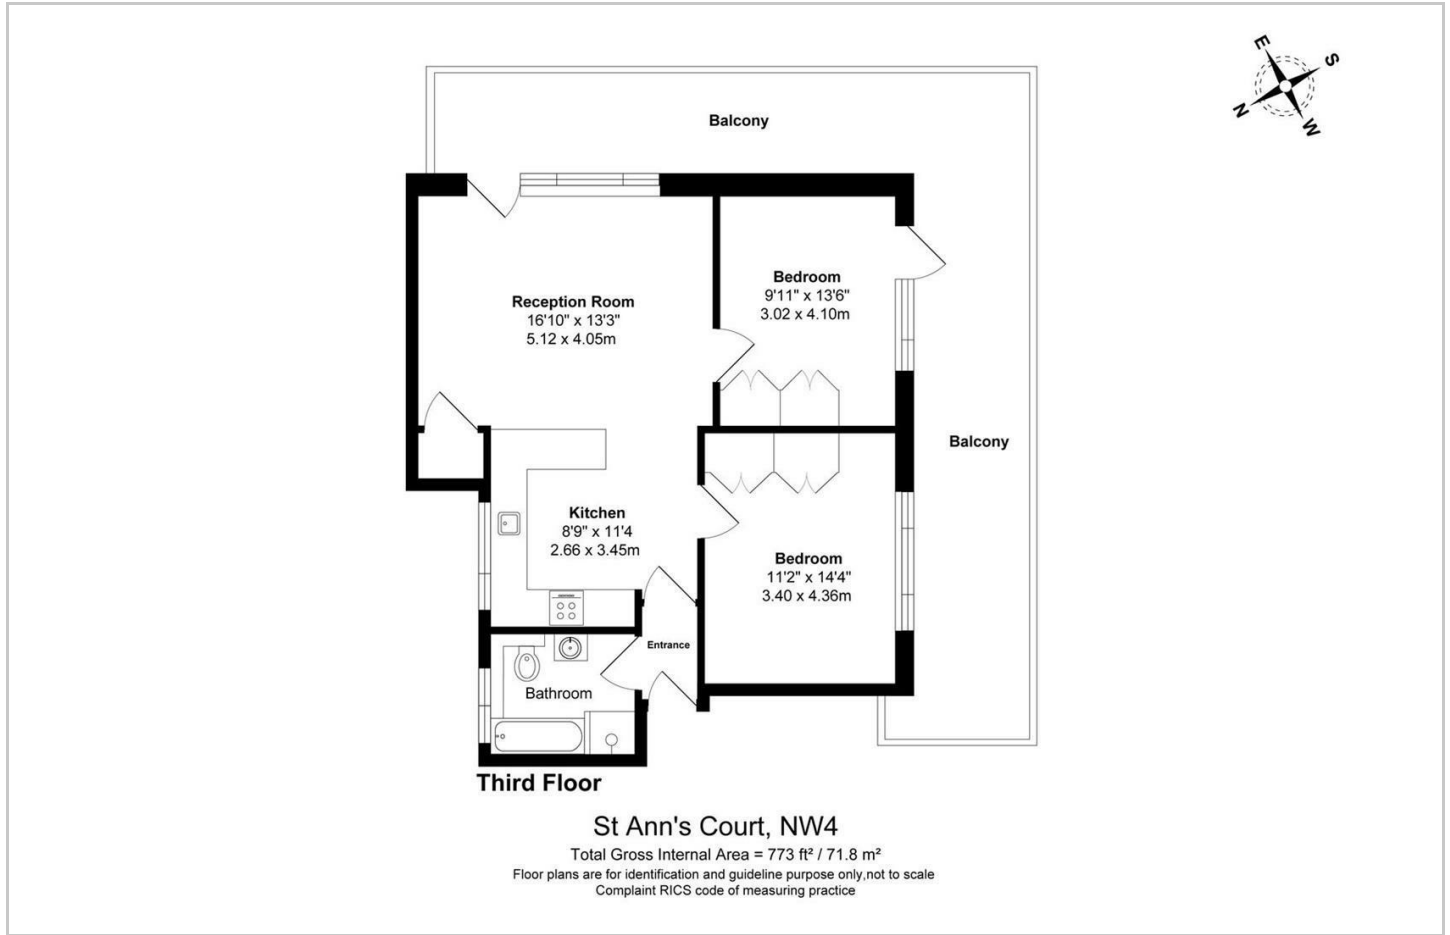 E
S
N
W
Balcony
Bedroom
9'11" x 13'6"
3.02 x 4.10m
Reception Room
16'10" x 13'3"
5.12 x 4.05m
Balcony
Kitchen
8'9" x 11'4
2.66 x 3.45m
Bedroom
11'2" x 14'4"
3.40 x 4.36m
Entrance
Bathroom
Third Floor
St Ann's Court, NW4
Total Gross Internal Area = 773 ft² / 71.8 m²
Floor plans are for identification and guideline purpose only,not to scale
Complaint RICS code of measuring practice